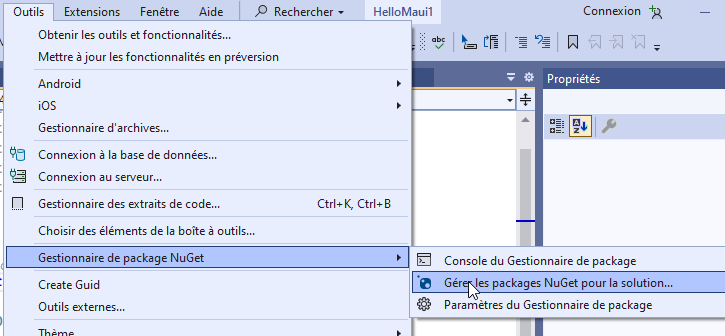 Outils Extensions Fenêtre Aide Rechercher HelloMaui1 Connexion
Obtenir les outils et fonctionnalités...
Mettre à jour les fonctionnalités en préversion
Propriétés
Android
iOS
Gestionnaire d'archives...
Connexion à la base de données...
Connexion au serveur...
Gestionnaire des extraits de code... Ctrl+K, Ctrl+B
Choisir des éléments de la boîte à outils...
Gestionnaire de package NuGet
Console du Gestionnaire de package
Gérer les packages NuGet pour la solution...
Create Guid
Paramètres du Gestionnaire de package
Outils externes...
Thème